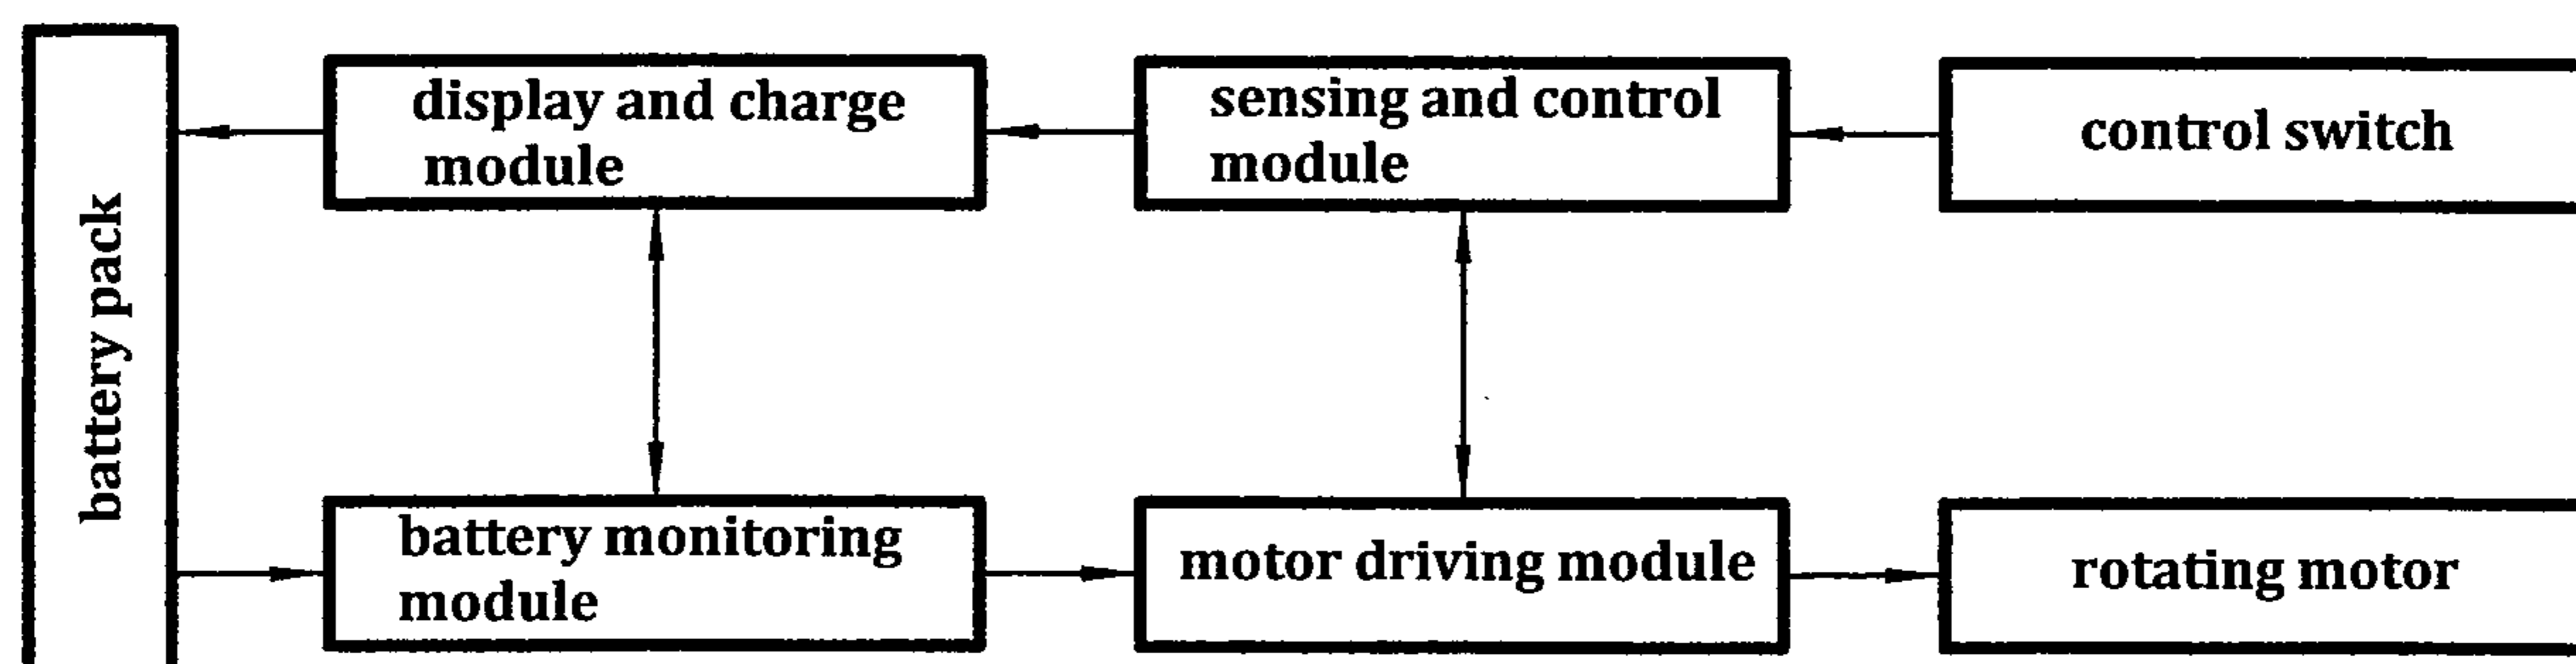 battery pack
display and charge
module
sensing and control
module
control switch
battery monitoring
module
motor driving module
rotating motor